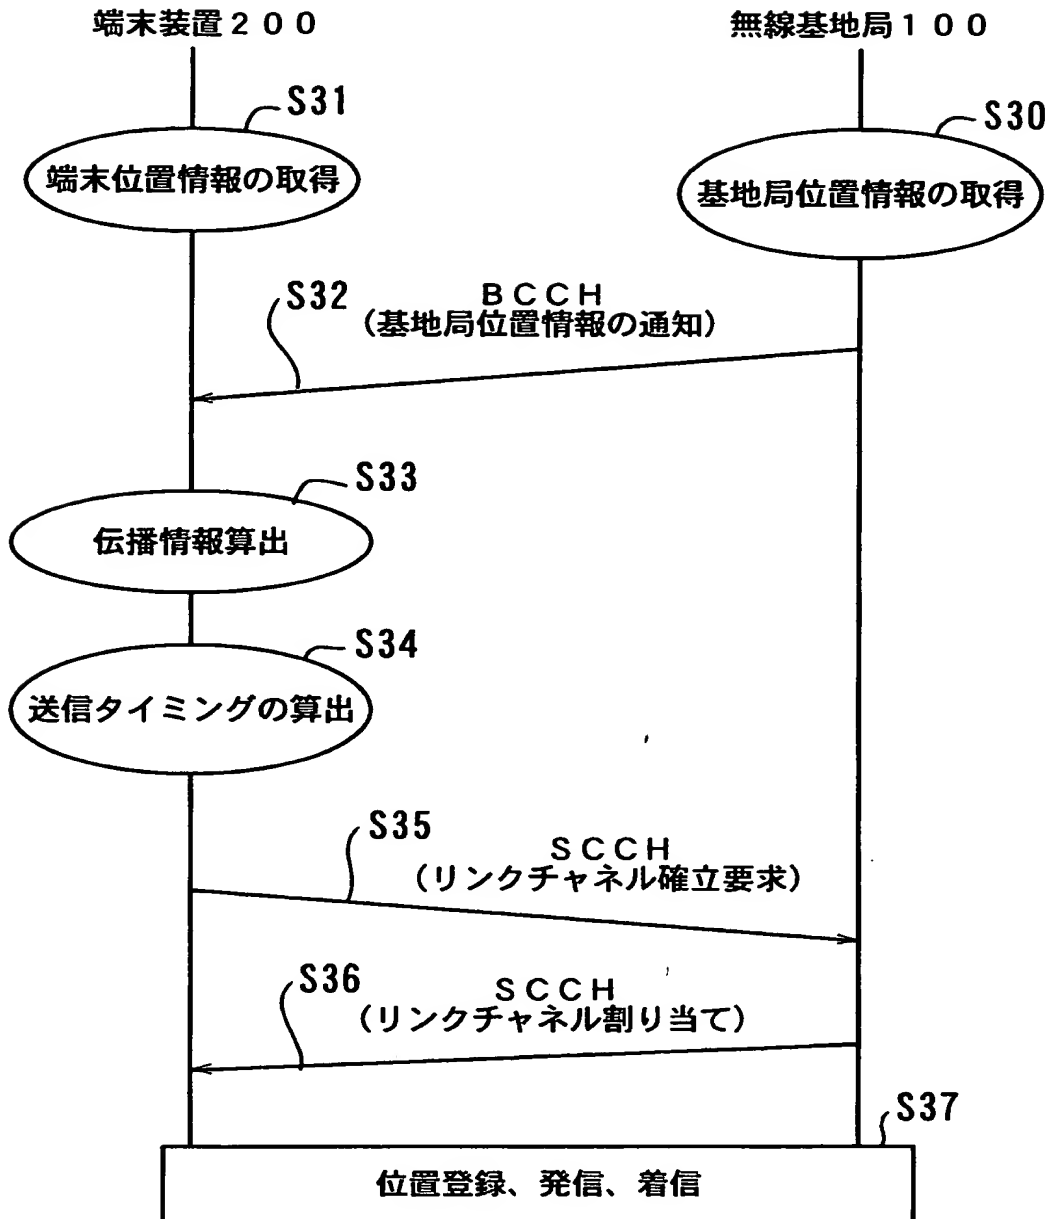 端末装置200
無線基地局100
S31
S30
端末位置情報の取得
基地局位置情報の取得
S32
BCCH
(基地局位置情報の通知)
S33
伝播情報算出
S34
送信タイミングの算出
S35
SCCH
(リンクチャネル確立要求)
S36
SCCH
(リンクチャネル割り当て)
S37
位置登録、発信、着信